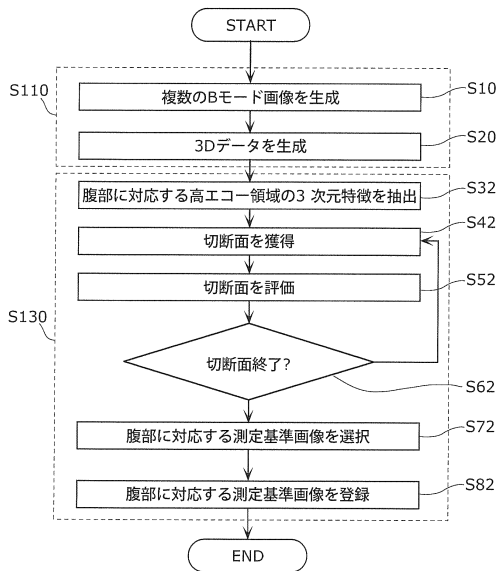 START
S110
S10
複数のBモード画像を生成
S20
3Dデータを生成
S32
腹部に対応する高エコー領域の3 次元特徴を抽出
S42
切断面を獲得
S52
切断面を評価
S130
切断面終了?
S62
S72
腹部に対応する測定基準画像を選択
S82
腹部に対応する測定基準画像を登録
END